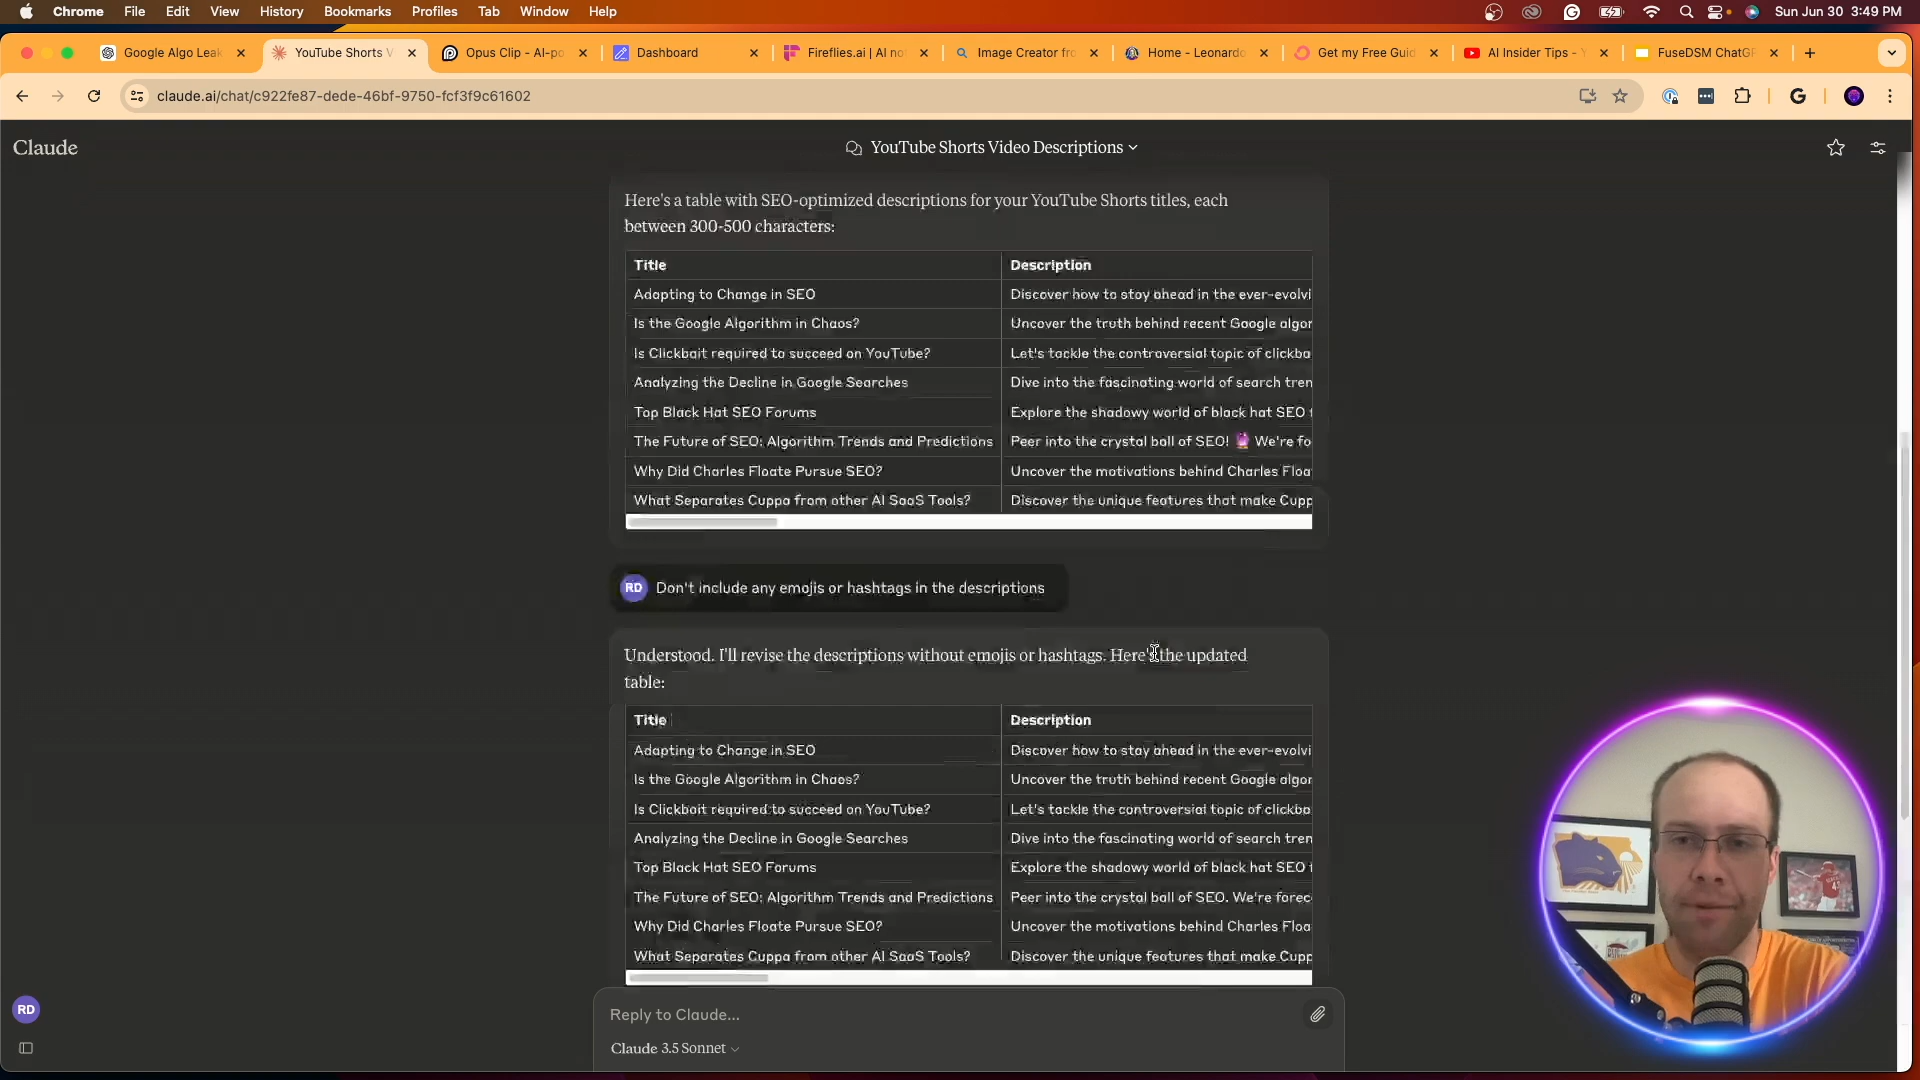 Chrome File Edit View History Bookmarks Profiles Tab Window Help Sun Jun 30 3:49 PM
Google Algo Leak YouTube Shorts V Opus Clip - AI-po Dashboard Fireflies.ai | AI no Image Creator fro Home - Leonardo Get my Free Guid AI Insider Tips - Y FuseDSM ChatGP
claude.ai/chat/c922fe87-dede-46bf-9750-fcf3f9c61602
Claude
YouTube Shorts Video Descriptions
Here's a table with SEO-optimized descriptions for your YouTube Shorts titles, each
between 300-500 characters:
Title Description
Adapting to Change in SEO Discover how to stay ahead in the ever-evolvi
Is the Google Algorithm in Chaos? Uncover the truth behind recent Google algor
Is Clickbait required to succeed on YouTube? Let's tackle the controversial topic of clickba
Analyzing the Decline in Google Searches Dive into the fascinating world of search tren
Top Black Hat SEO Forums Explore the shadowy world of black hat SEO f
The Future of SEO: Algorithm Trends and Predictions Peer into the crystal ball of SEO! 🔮 We're fo
Why Did Charles Floate Pursue SEO? Uncover the motivations behind Charles Floa
What Separates Cuppa from other AI SaaS Tools? Discover the unique features that make Cupp
RD Don't include any emojis or hashtags in the descriptions
Understood. I'll revise the descriptions without emojis or hashtags. Here's the updated
table:
Title Description
Adapting to Change in SEO Discover how to stay ahead in the ever-evolvi
Is the Google Algorithm in Chaos? Uncover the truth behind recent Google algor
Is Clickbait required to succeed on YouTube? Let's tackle the controversial topic of clickba
Analyzing the Decline in Google Searches Dive into the fascinating world of search tren
Top Black Hat SEO Forums Explore the shadowy world of black hat SEO f
The Future of SEO: Algorithm Trends and Predictions Peer into the crystal ball of SEO. We're forec
Why Did Charles Floate Pursue SEO? Uncover the motivations behind Charles Floa
What Separates Cuppa from other AI SaaS Tools? Discover the unique features that make Cupp
RD
Reply to Claude...
Claude 3.5 Sonnet